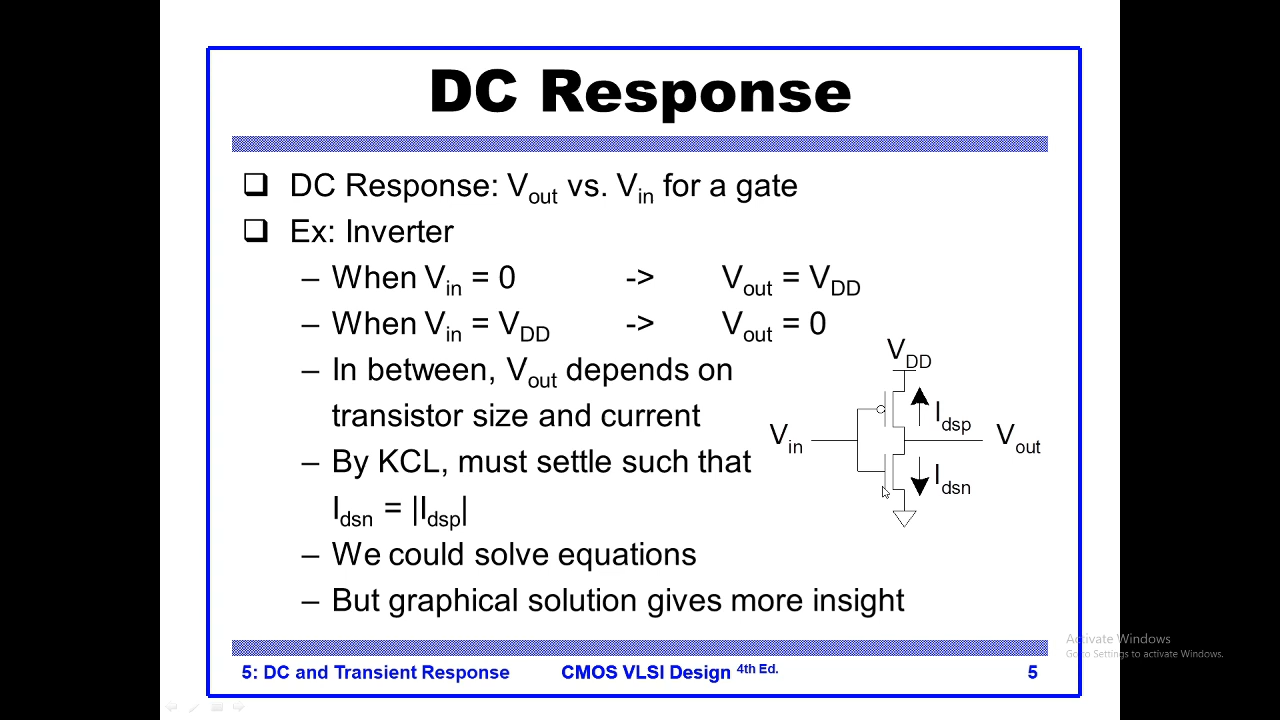 DC Response
❑ DC Response: Vout vs. Vin for a gate
❑ Ex: Inverter
– When Vin = 0 -> Vout = VDD
– When Vin = VDD -> Vout = 0
– In between, Vout depends on
transistor size and current
– By KCL, must settle such that
Idsn = |Idsp|
– We could solve equations
– But graphical solution gives more insight
VDD
Idsp
Vin
Vout
Idsn
Activate Windows
Go to Settings to activate Windows.
5: DC and Transient Response CMOS VLSI Design 4th Ed. 5